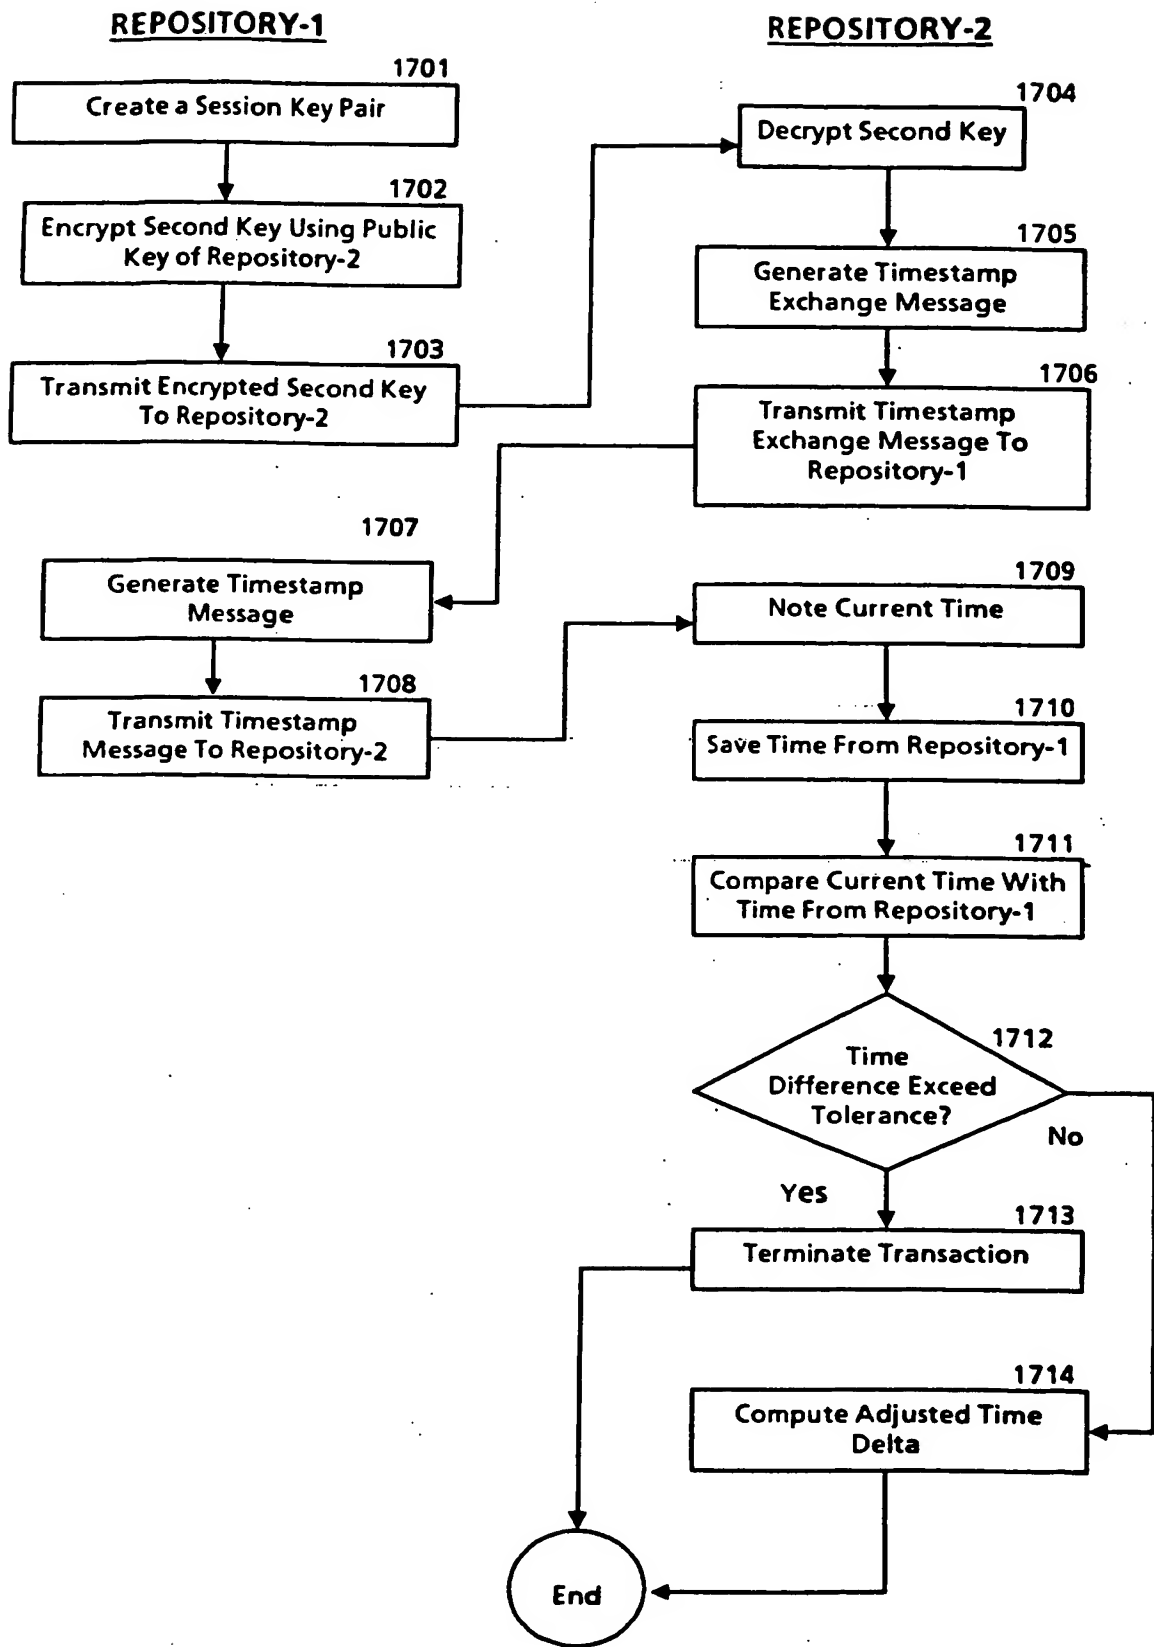 REPOSITORY-1
1701
Create a Session Key Pair
1702
Encrypt Second Key Using Public
Key of Repository-2
1703
Transmit Encrypted Second Key
To Repository-2
REPOSITORY-2
1704
Decrypt Second Key
1705
Generate Timestamp
Exchange Message
1706
Transmit Timestamp
Exchange Message To
Repository-1
1707
Generate Timestamp
Message
1708
Transmit Timestamp
Message To Repository-2
1709
Note Current Time
1710
Save Time From Repository-1
1711
Compare Current Time With
Time From Repository-1
1712
Time
Difference Exceed
Tolerance?
No
Yes
1713
Terminate Transaction
1714
Compute Adjusted Time
Delta
End